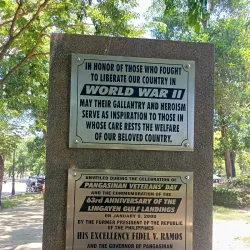 IN HONOR OF THOSE WHO FOUGHT
TO LIBERATE OUR COUNTRY IN
WORLD WAR II
MAY THEIR GALLANTRY AND HEROISM
SERVE AS INSPIRATION TO THOSE IN
WHOSE CARE RESTS THE WELFARE
OF OUR BELOVED COUNTRY.
UNVEILED DURING THE CELEBRATION OF
PANGASINAN VETERANS' DAY
AND THE COMMEMORATION OF THE
63RD ANNIVERSARY OF THE
LINGAYEN GULF LANDINGS
ON JANUARY 9, 2008
BY THE FORMER PRESIDENT OF THE REPUBLIC
OF THE PHILIPPINES
HIS EXCELLENCY FIDEL V. RAMOS
AND THE GOVERNOR OF PANGASINAN